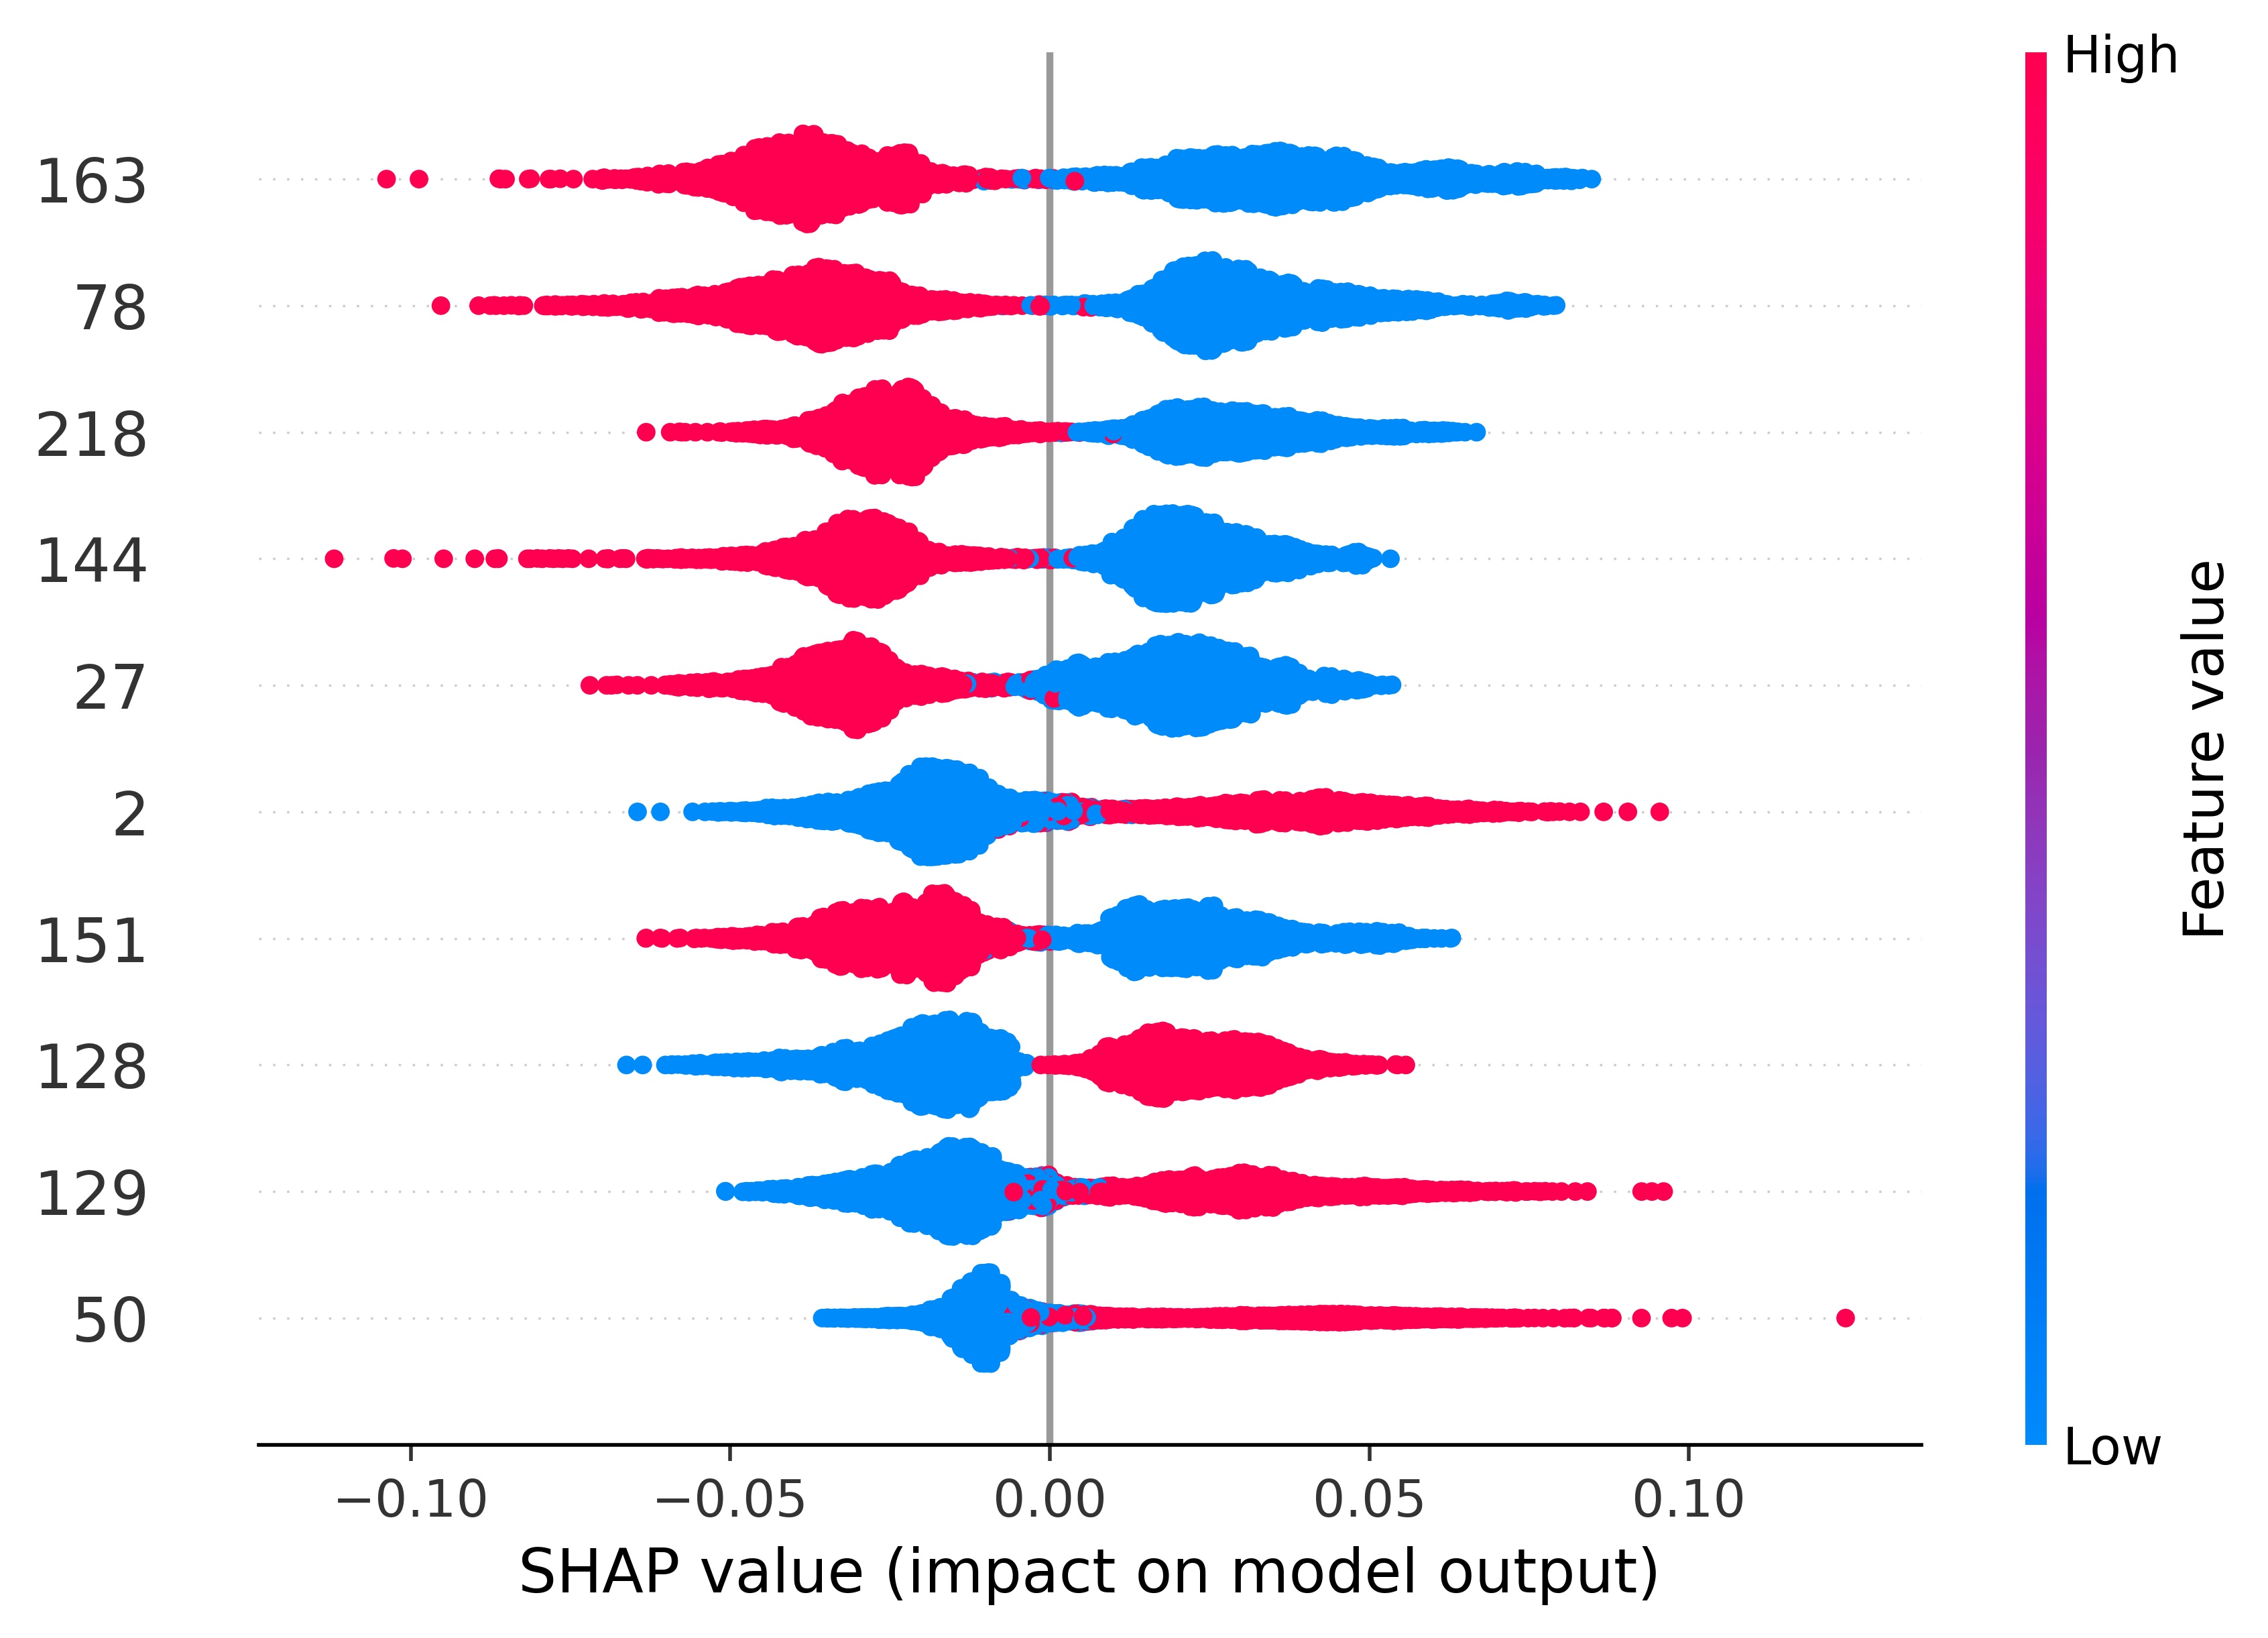 High
163
78
218
144
27
2
151
128
129
50
Feature value
Low
−0.10 −0.05 0.00 0.05 0.10
SHAP value (impact on model output)